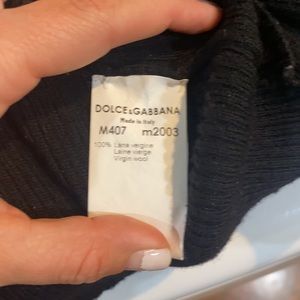 DOLCE&GABBANA
Made in Italy
M407 m2003
100% Lana vergine
Laine vierge
Virgin wool